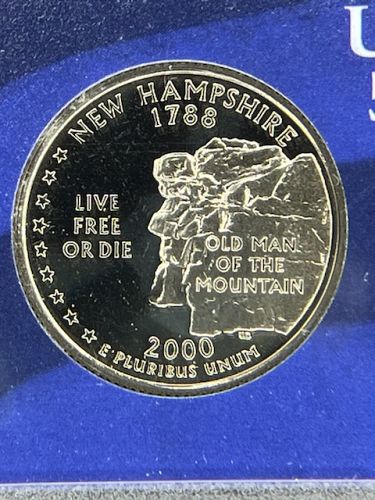 U
NEW HAMPSHIRE
1788
LIVE
FREE
OR DIE
OLD MAN
OF THE
MOUNTAIN
2000
E PLURIBUS UNUM